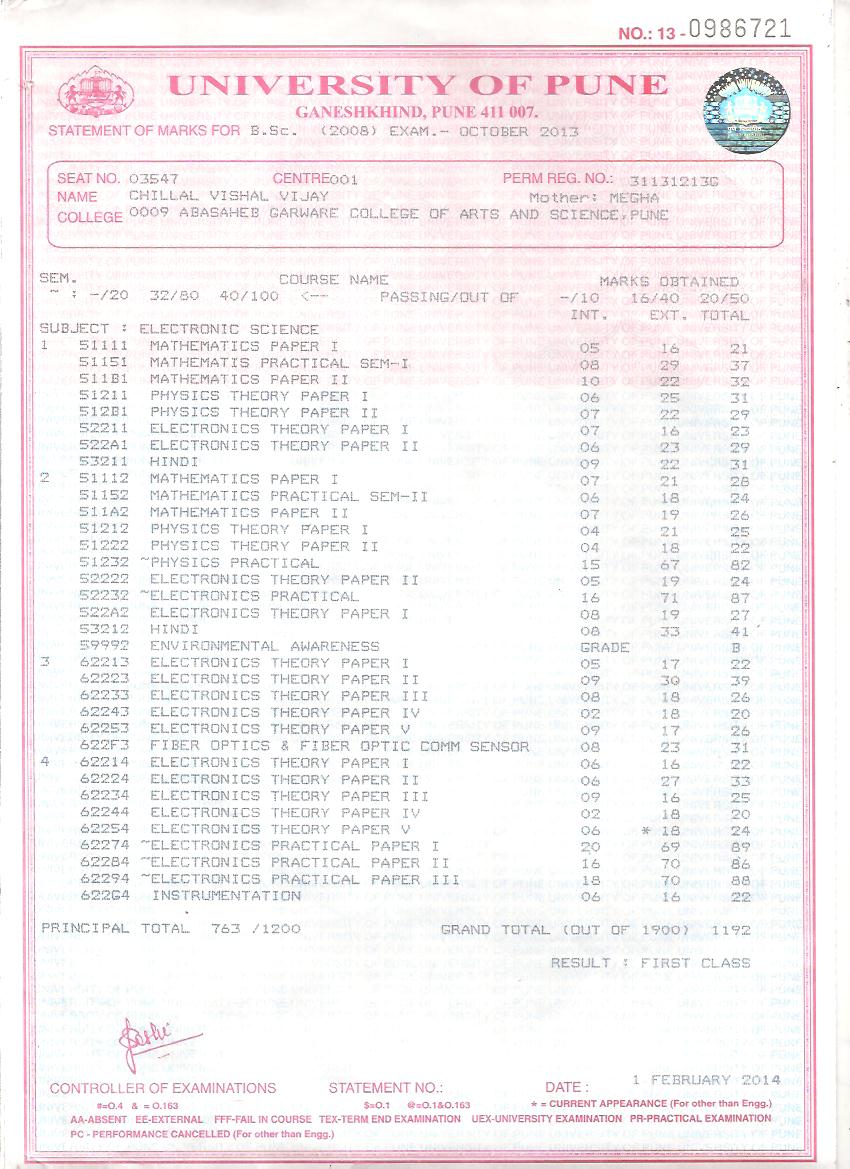 NO.: 13 - 0986721
UNIVERSITY OF PUNE
GANESHKHIND, PUNE 411 007.
STATEMENT OF MARKS FOR B.Sc. (2008) EXAM.- OCTOBER 2013
SEAT NO. 03547 CENTRE001 PERM REG. NO.: 31131213G
NAME CHILLAL VISHAL VIJAY Mother: MEGHA
COLLEGE 0009 ABASAHEB GARWARE COLLEGE OF ARTS AND SCIENCE,PUNE
SEM. COURSE NAME MARKS OBTAINED
~ : -/20 32/80 40/100 <-- PASSING/OUT OF -/10 16/40 20/50
INT. EXT. TOTAL
SUBJECT : ELECTRONIC SCIENCE
1 51111 MATHEMATICS PAPER I 05 16 21
51151 MATHEMATIS PRACTICAL SEM-I 08 29 37
511B1 MATHEMATICS PAPER II 10 22 32
51211 PHYSICS THEORY PAPER I 06 25 31
512B1 PHYSICS THEORY PAPER II 07 22 29
52211 ELECTRONICS THEORY PAPER I 07 16 23
522A1 ELECTRONICS THEORY PAPER II 06 23 29
53211 HINDI 09 22 31
2 51112 MATHEMATICS PAPER I 07 21 28
51152 MATHEMATICS PRACTICAL SEM-II 06 18 24
511A2 MATHEMATICS PAPER II 07 19 26
51212 PHYSICS THEORY PAPER I 04 21 25
51222 PHYSICS THEORY PAPER II 04 18 22
51232 ~PHYSICS PRACTICAL 15 67 82
52222 ELECTRONICS THEORY PAPER II 05 19 24
52232 ~ELECTRONICS PRACTICAL 16 71 87
522A2 ELECTRONICS THEORY PAPER I 08 19 27
53212 HINDI 08 33 41
59992 ENVIRONMENTAL AWARENESS GRADE B
3 62213 ELECTRONICS THEORY PAPER I 05 17 22
62223 ELECTRONICS THEORY PAPER II 09 30 39
62233 ELECTRONICS THEORY PAPER III 08 18 26
62243 ELECTRONICS THEORY PAPER IV 02 18 20
62253 ELECTRONICS THEORY PAPER V 09 17 26
622F3 FIBER OPTICS & FIBER OPTIC COMM SENSOR 08 23 31
4 62214 ELECTRONICS THEORY PAPER I 06 16 22
62224 ELECTRONICS THEORY PAPER II 06 27 33
62234 ELECTRONICS THEORY PAPER III 09 16 25
62244 ELECTRONICS THEORY PAPER IV 02 18 20
62254 ELECTRONICS THEORY PAPER V 06 * 18 24
62274 ~ELECTRONICS PRACTICAL PAPER I 20 69 89
62284 ~ELECTRONICS PRACTICAL PAPER II 16 70 86
62294 ~ELECTRONICS PRACTICAL PAPER III 18 70 88
622G4 INSTRUMENTATION 06 16 22
PRINCIPAL TOTAL 763 /1200 GRAND TOTAL (OUT OF 1900) 1192
RESULT : FIRST CLASS
CONTROLLER OF EXAMINATIONS STATEMENT NO.: DATE : 1 FEBRUARY 2014
#=O.4 & = O.163 $=O.1 @=O.1&O.163 * = CURRENT APPEARANCE (For other than Engg.)
AA-ABSENT EE-EXTERNAL FFF-FAIL IN COURSE TEX-TERM END EXAMINATION UEX-UNIVERSITY EXAMINATION PR-PRACTICAL EXAMINATION
PC - PERFORMANCE CANCELLED (For other than Engg.)